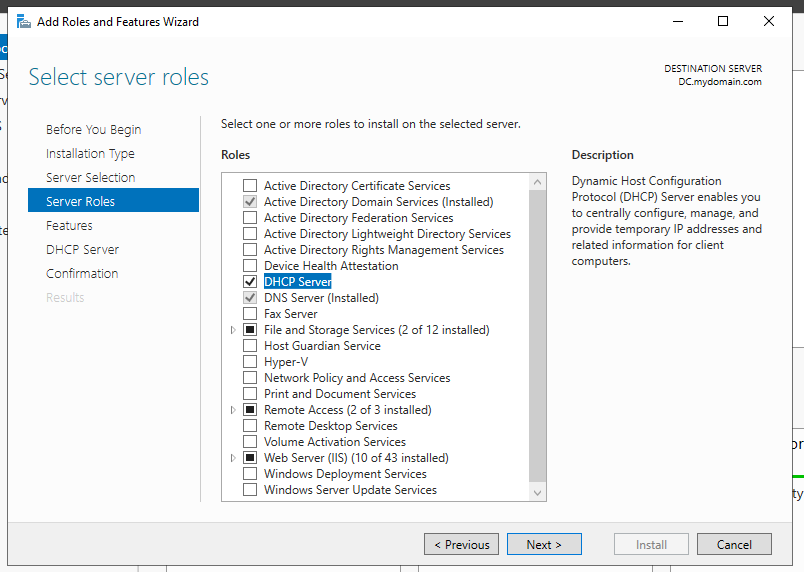 Add Roles and Features Wizard
Select server roles
DESTINATION SERVER
DC.mydomain.com
Before You Begin
Installation Type
Server Selection
Server Roles
Features
DHCP Server
Confirmation
Results
Select one or more roles to install on the selected server.
Roles
Active Directory Certificate Services
Active Directory Domain Services (Installed)
Active Directory Federation Services
Active Directory Lightweight Directory Services
Active Directory Rights Management Services
Device Health Attestation
DHCP Server
DNS Server (Installed)
Fax Server
File and Storage Services (2 of 12 installed)
Host Guardian Service
Hyper-V
Network Policy and Access Services
Print and Document Services
Remote Access (2 of 3 installed)
Remote Desktop Services
Volume Activation Services
Web Server (IIS) (10 of 43 installed)
Windows Deployment Services
Windows Server Update Services
Description
Dynamic Host Configuration
Protocol (DHCP) Server enables you
to centrally configure, manage, and
provide temporary IP addresses and
related information for client
computers.
< Previous
Next >
Install
Cancel